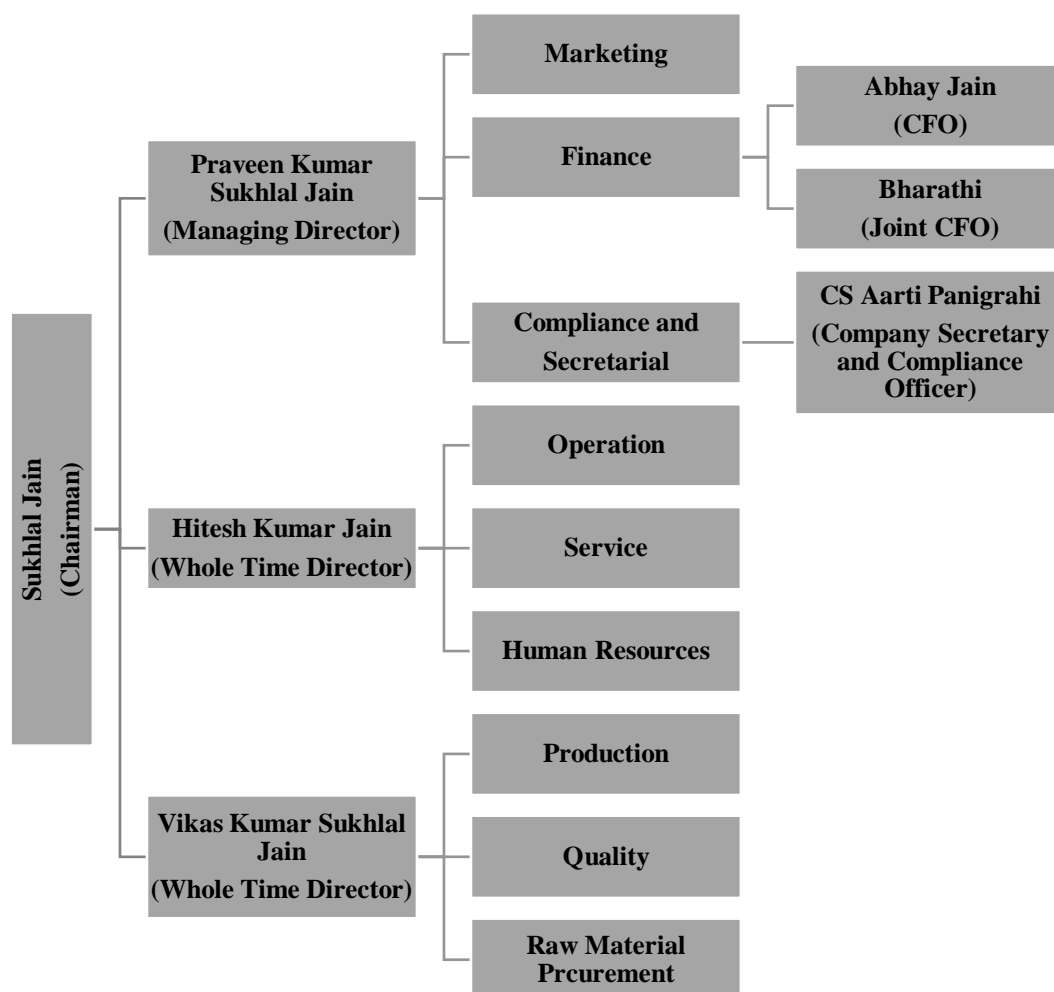 Sukhlal Jain
(Chairman)
Praveen Kumar
Sukhlal Jain
(Managing Director)
Marketing
Finance
Abhay Jain
(CFO)
Bharathi
(Joint CFO)
Compliance and
Secretarial
CS Aarti Panigrahi
(Company Secretary
and Compliance
Officer)
Hitesh Kumar Jain
(Whole Time Director)
Operation
Service
Human Resources
Vikas Kumar Sukhlal
Jain
(Whole Time Director)
Production
Quality
Raw Material
Prcurement